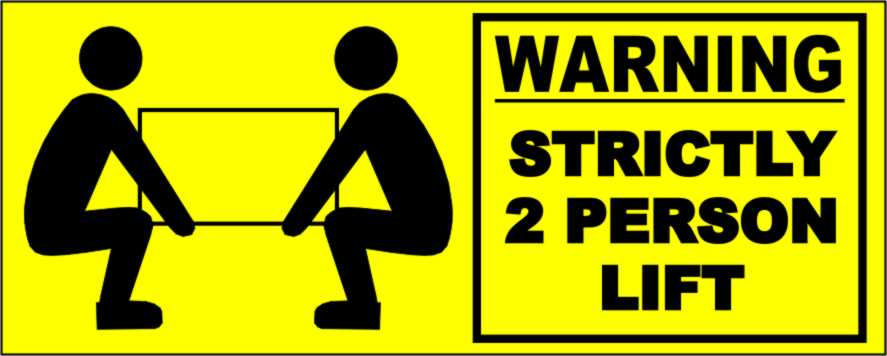 WARNING
STRICTLY
2 PERSON
LIFT